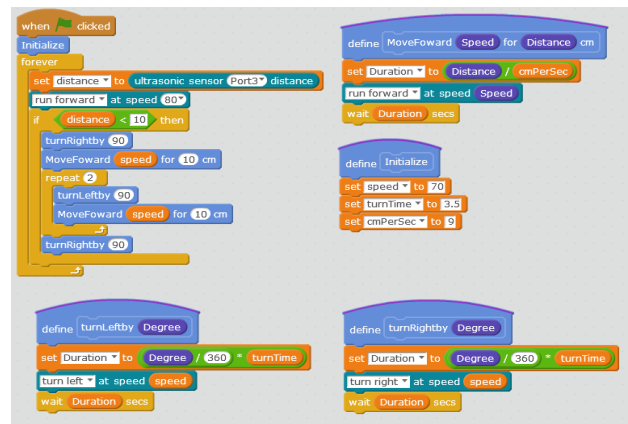 when clicked
Initialize
forever
set distance to ultrasonic sensor Port3 distance
run forward at speed 80
if distance < 10 then
turnRightby 90
MoveFoward speed for 10 cm
repeat 2
turnLeftby 90
MoveFoward speed for 10 cm
turnRightby 90
define MoveFoward Speed for Distance cm
set Duration to Distance / cmPerSec
run forward at speed Speed
wait Duration secs
define Initialize
set speed to 70
set turnTime to 3.5
set cmPerSec to 9
define turnLeftby Degree
set Duration to Degree / 360 * turnTime
turn left at speed speed
wait Duration secs
define turnRightby Degree
set Duration to Degree / 360 * turnTime
turn right at speed speed
wait Duration secs